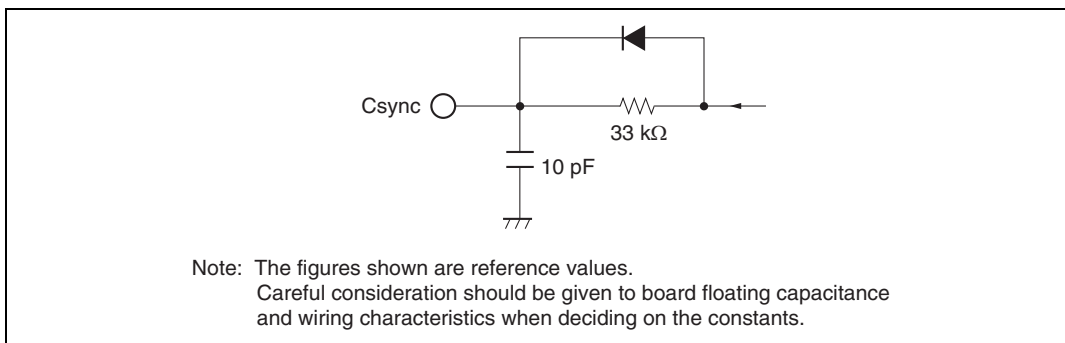 Csync
33 kΩ
10 pF
Note: The figures shown are reference values.
Careful consideration should be given to board floating capacitance
and wiring characteristics when deciding on the constants.